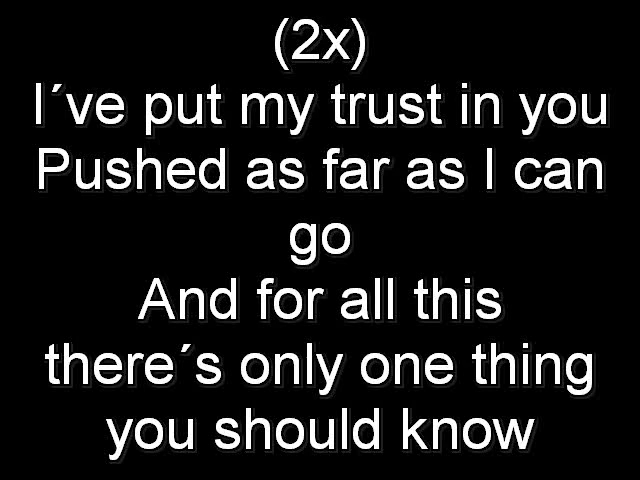 (2x)
I´ve put my trust in you
Pushed as far as I can
go
And for all this
there´s only one thing
you should know